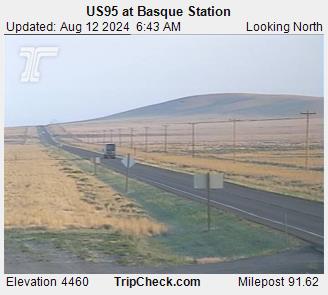 US95 at Basque Station
Updated: Aug 12 2024 6:43 AM Looking North
Elevation 4460 TripCheck.com Milepost 91.62